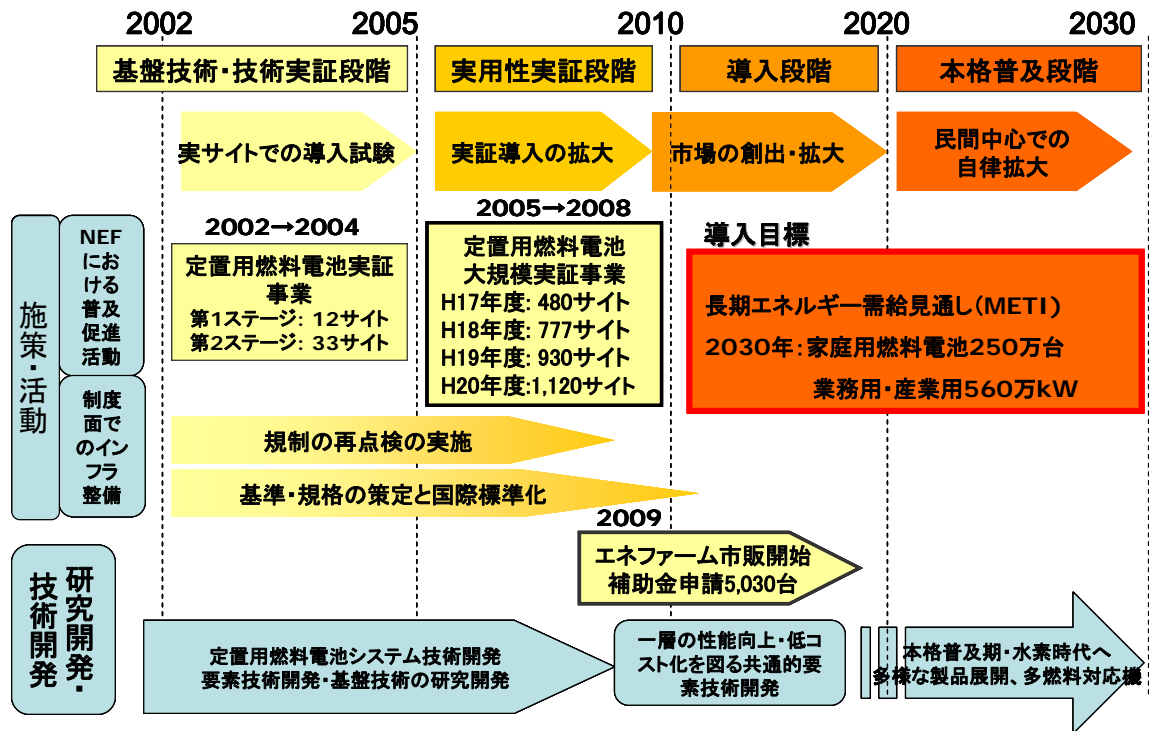 2002
2005
2010
2020
2030
基盤技術・技術実証段階
実用性実証段階
導入段階
本格普及段階
実サイトでの導入試験
実証導入の拡大
市場の創出・拡大
民間中心での
自律拡大
施策・活動
NEF
にお
ける
普及
促進
活動
2002→2004
定置用燃料電池実証
事業
第1ステージ: 12サイト
第2ステージ: 33サイト
2005→2008
定置用燃料電池
大規模実証事業
H17年度: 480サイト
H18年度: 777サイト
H19年度: 930サイト
H20年度:1,120サイト
導入目標
長期エネルギー需給見通し(METI)
2030年:家庭用燃料電池250万台
業務用・産業用560万kW
制度
面で
のイン
フラ
整備
規制の再点検の実施
基準・規格の策定と国際標準化
2009
エネファーム市販開始
補助金申請5,030台
研究開発・
技術開発
定置用燃料電池システム技術開発
要素技術開発・基盤技術の研究開発
一層の性能向上・低コ
スト化を図る共通的要
素技術開発
本格普及期・水素時代へ
多様な製品展開、多燃料対応機